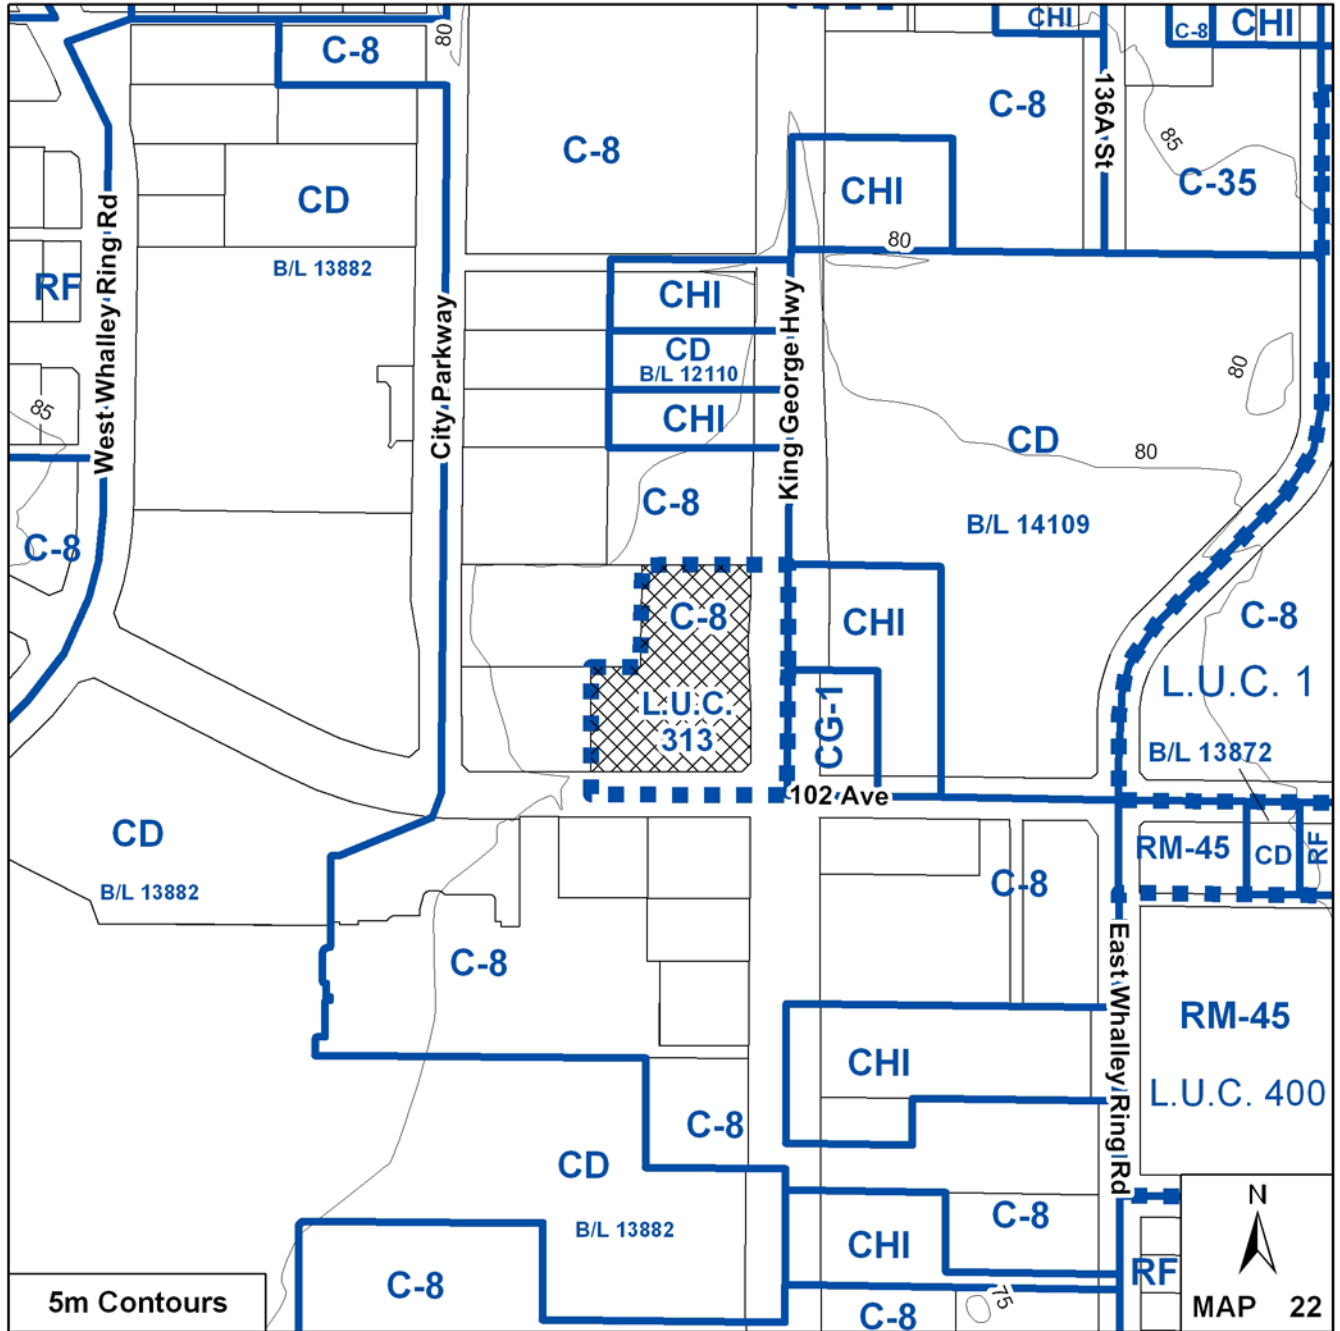 80
CHI
C-8
CHI
C-8
C-8
C-8
136A St
85
C-35
CD
CHI
West Whalley Ring Rd
B/L 13882
80
RF
CHI
City Parkway
King George Hwy
CD
B/L 12110
80
85
CHI
CD
80
C-8
B/L 14109
C-8
C-8
CHI
C-8
L.U.C.
313
CG-1
L.U.C. 1
B/L 13872
102 Ave
CD
RM-45
CD
RF
B/L 13882
C-8
C-8
East Whalley Ring Rd
RM-45
CHI
L.U.C. 400
C-8
CD
B/L 13882
C-8
CHI
N
RF
C-8
75
5m Contours
C-8
MAP 22